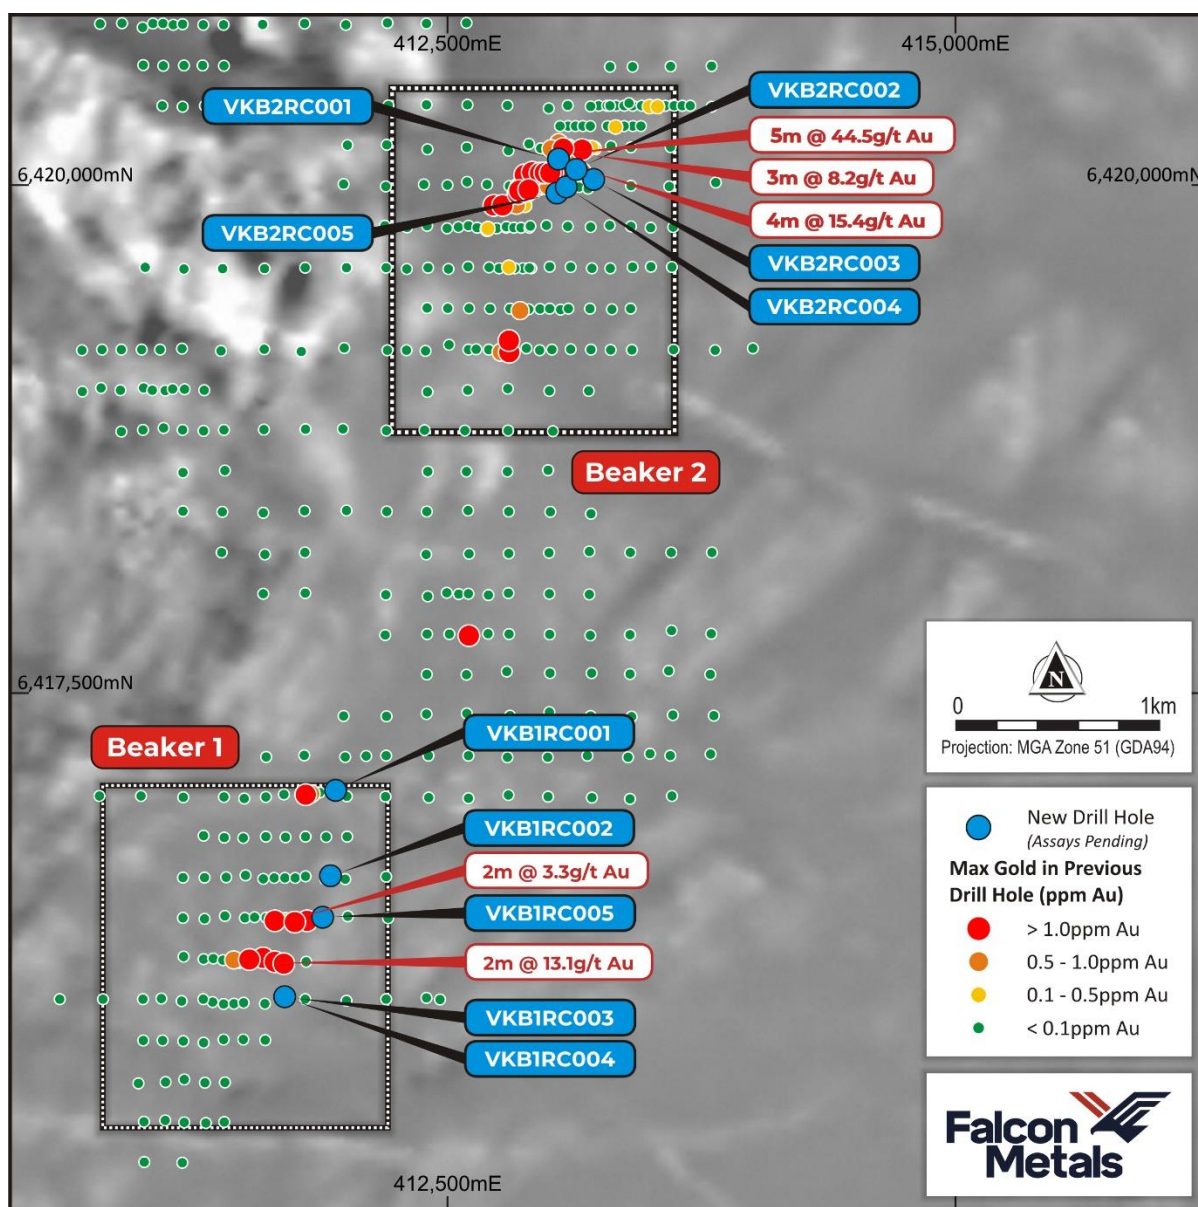 412,500mE
415,000mE
VKB2RC001
VKB2RC002
5m @ 44.5g/t Au
3m @ 8.2g/t Au
6,420,000mN
6,420,000mN
4m @ 15.4g/t Au
VKB2RC005
VKB2RC003
VKB2RC004
Beaker 2
6,417,500mN
Beaker 1
VKB1RC001
VKB1RC002
2m @ 3.3g/t Au
VKB1RC005
2m @ 13.1g/t Au
VKB1RC003
VKB1RC004
412,500mE
N
0 1km
Projection: MGA Zone 51 (GDA94)
New Drill Hole
(Assays Pending)
Max Gold in Previous
Drill Hole (ppm Au)
> 1.0ppm Au
0.5 - 1.0ppm Au
0.1 - 0.5ppm Au
< 0.1ppm Au
Falcon
Metals